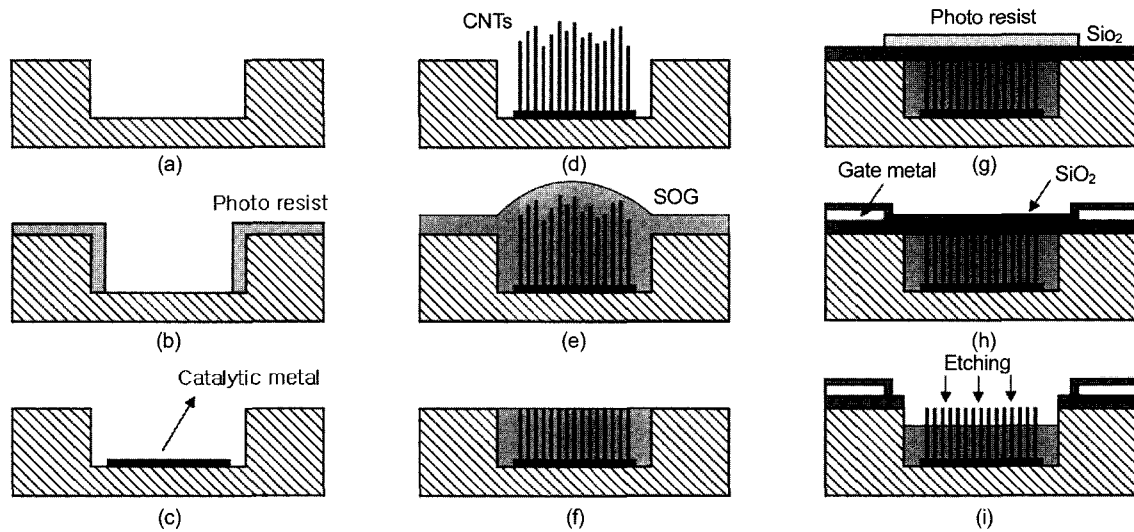 (a)
Photo resist
(b)
Catalytic metal
(c)
CNTs
(d)
SOG
(e)
(f)
Photo resist
Sio₂
(g)
Gate metal
SiO₂
(h)
Etching
(i)